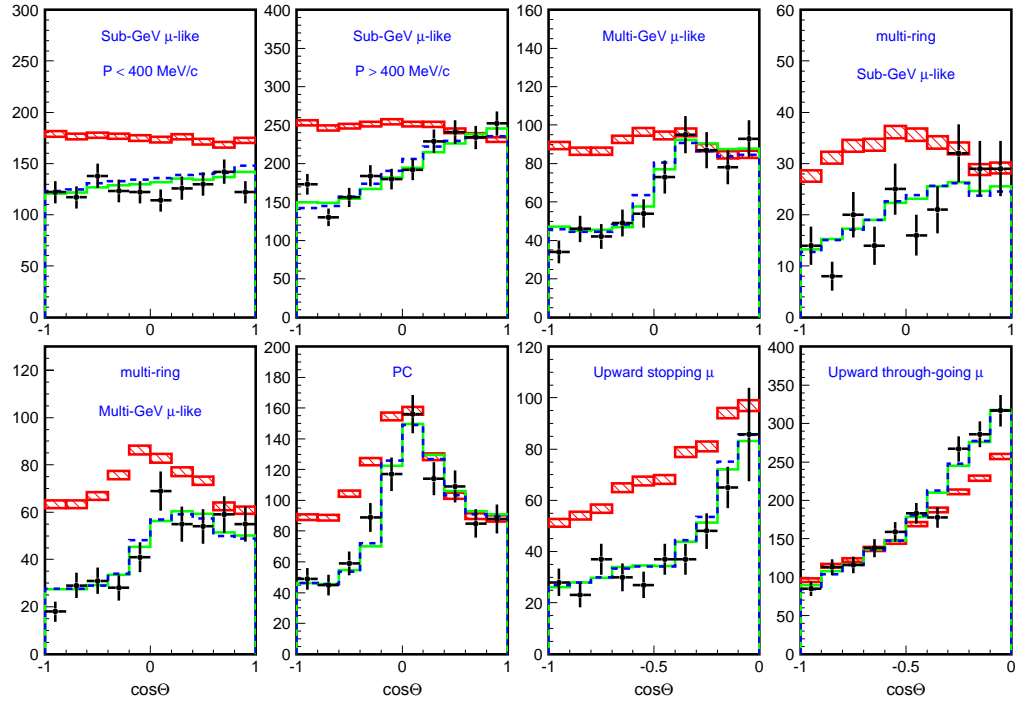 Sub-GeV μ-like
P < 400 MeV/c
300
250
200
150
100
50
0
-1 0 1
Sub-GeV μ-like
P > 400 MeV/c
400
350
300
250
200
150
100
50
0
-1 0 1
Multi-GeV μ-like
160
140
120
100
80
60
40
20
0
-1 0 1
multi-ring
Sub-GeV μ-like
60
50
40
30
20
10
0
-1 0 1
multi-ring
Multi-GeV μ-like
120
100
80
60
40
20
0
-1 0 1
cosΘ
PC
200
180
160
140
120
100
80
60
40
20
0
-1 0 1
cosΘ
Upward stopping μ
120
100
80
60
40
20
0
-1 -0.5 0
cosΘ
Upward through-going μ
400
350
300
250
200
150
100
50
0
-1 -0.5 0
cosΘ